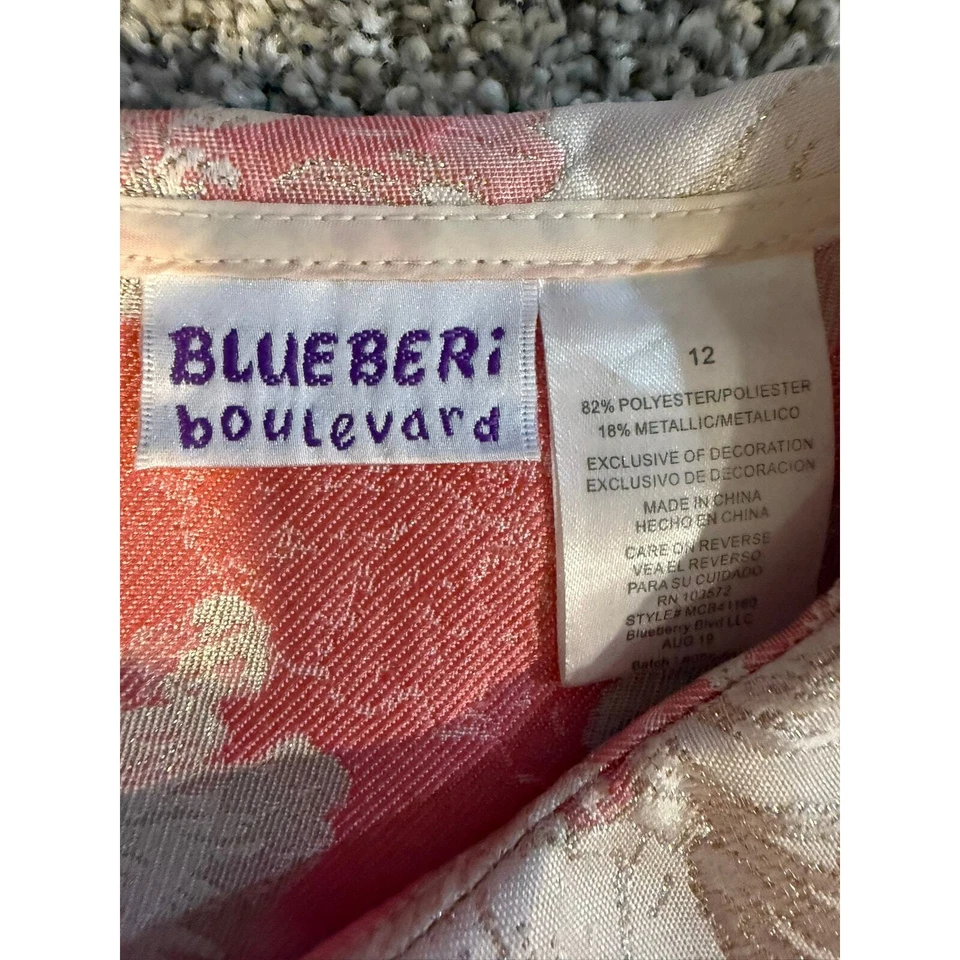 BLUEBERi
boulevard
12
82% POLYESTER/POLIESTER
18% METALLIC/METALICO
EXCLUSIVE OF DECORATION
EXCLUSIVO DE DECORACION
MADE IN CHINA
HECHO EN CHINA
CARE ON REVERSE
VEA EL REVERSO
PARA SU CUIDADO
RN 103572
STYLE# MCB41160
Blueberry Blvd LLC
AUG 19
Batch